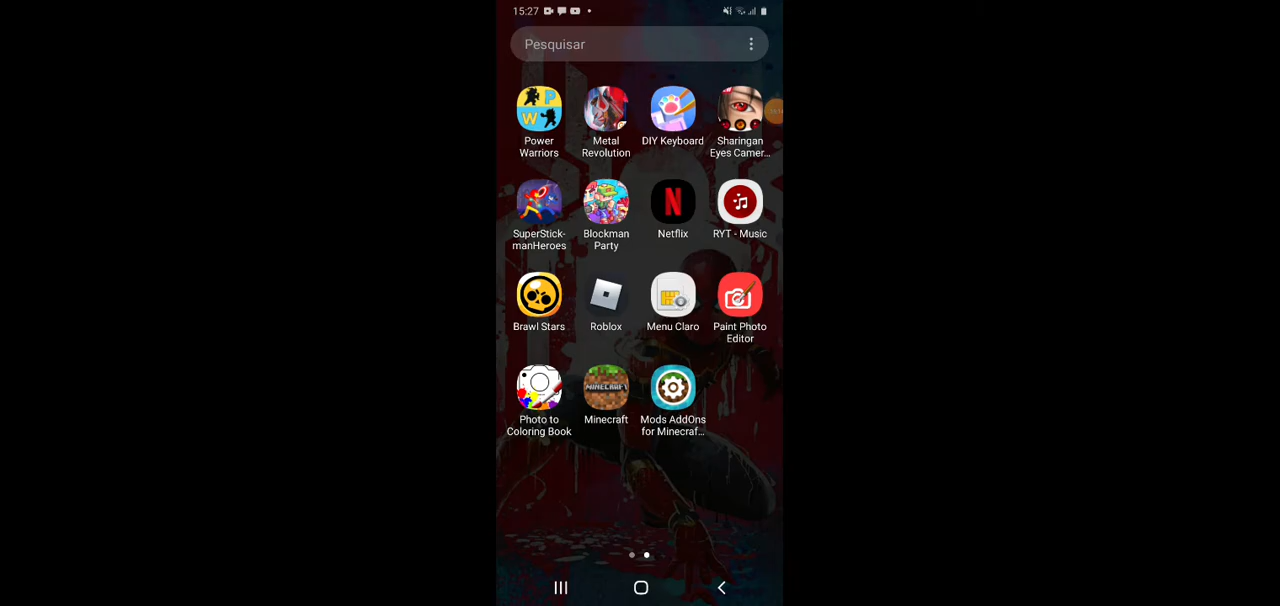 15:27
Pesquisar
Power
Warriors
Metal
Revolution
DIY Keyboard
Sharingan
Eyes Camer...
SuperStick-
manHeroes
Blockman
Party
Netflix
RYT - Music
Brawl Stars
Roblox
Menu Claro
Paint Photo
Editor
Photo to
Coloring Book
Minecraft
Mods AddOns
for Minecraf...
P
W
N
MINECRAFT